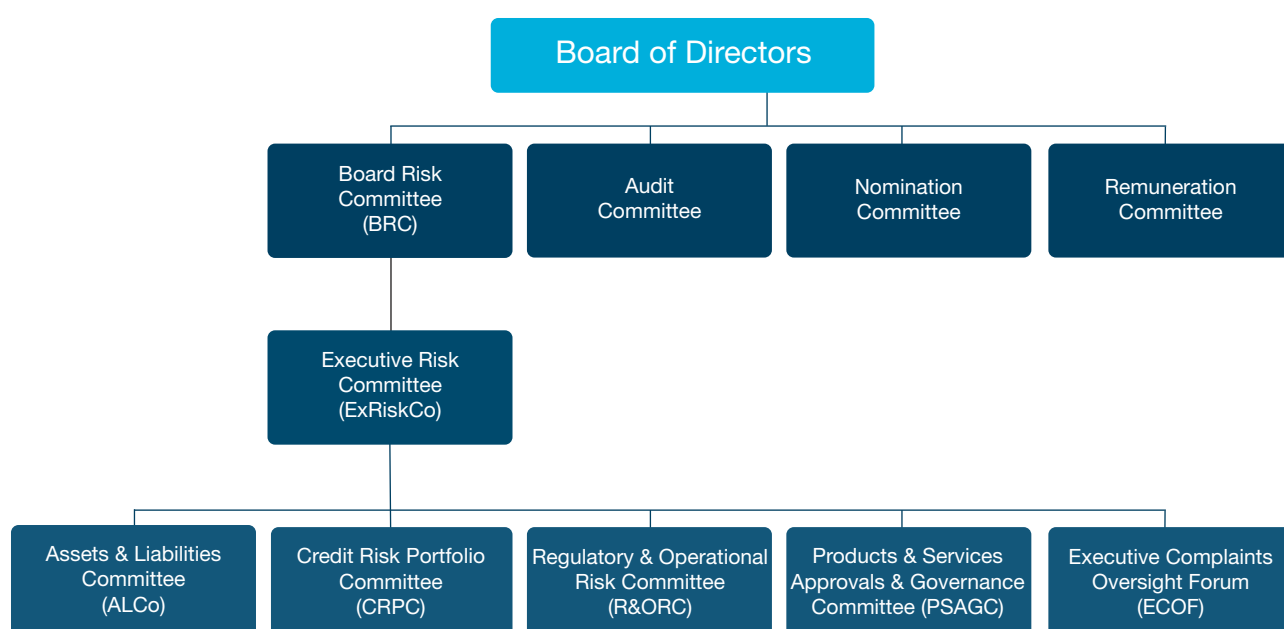 Board of Directors
Board Risk
Committee
(BRC)
Audit
Committee
Nomination
Committee
Remuneration
Committee
Executive Risk
Committee
(ExRiskCo)
Assets & Liabilities
Committee
(ALCo)
Credit Risk Portfolio
Committee
(CRPC)
Regulatory & Operational
Risk Committee
(R&ORC)
Products & Services
Approvals & Governance
Committee (PSAGC)
Executive Complaints
Oversight Forum
(ECOF)